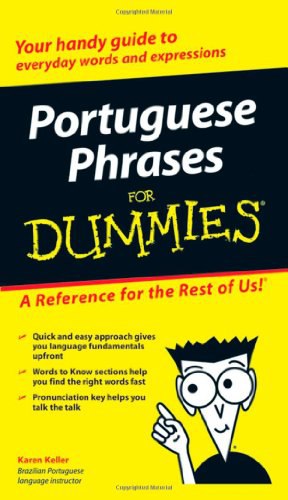 Your handy guide to
everyday words and expressions
Portuguese
Phrases
FOR
DUMMIES®
A Reference for the Rest of Us!®
Quick and easy approach gives
you language fundamentals
upfront
Words to Know sections help
you find the right words fast
Pronunciation key helps you
talk the talk
Karen Keller
Brazilian Portuguese
language instructor